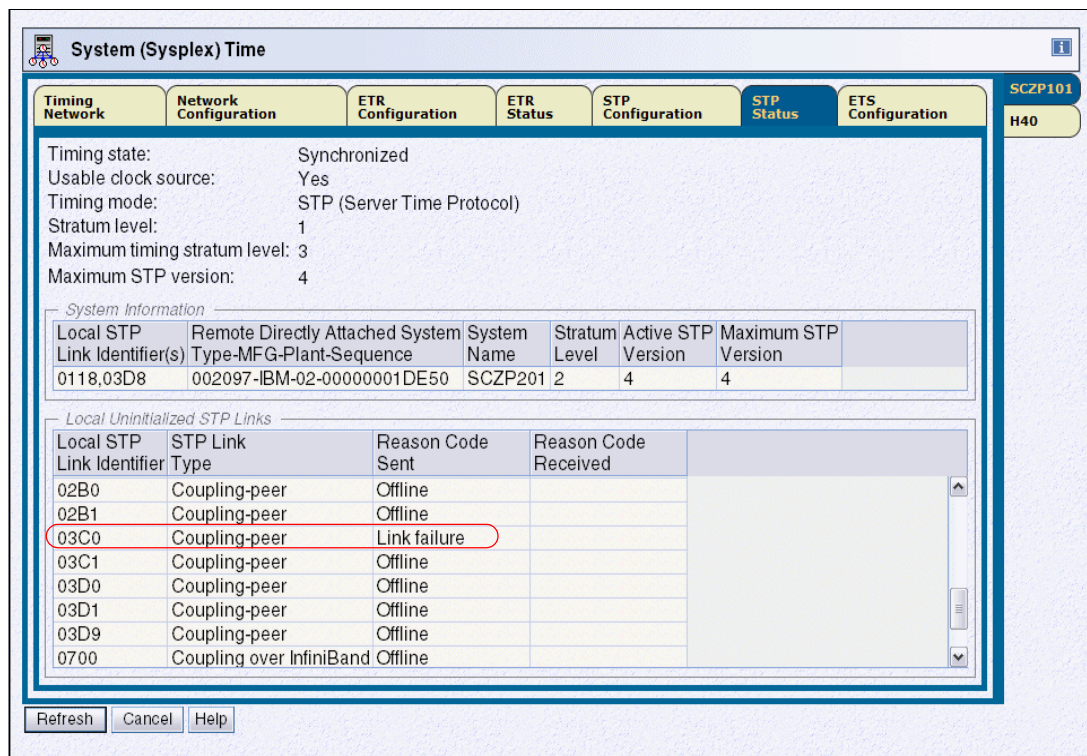 System (Sysplex) Time
i
Timing Network
Network Configuration
ETR Configuration
ETR Status
STP Configuration
STP Status
ETS Configuration
SCZP101
H40
Timing state: Synchronized
Usable clock source: Yes
Timing mode: STP (Server Time Protocol)
Stratum level: 1
Maximum timing stratum level: 3
Maximum STP version: 4
System Information
Local STP Link Identifier(s) Remote Directly Attached System Type-MFG-Plant-Sequence System Name Stratum Level Active STP Version Maximum STP Version
0118,03D8 002097-IBM-02-00000001DE50 SCZP201 2 4 4
Local Uninitialized STP Links
Local STP Link Identifier STP Link Type Reason Code Sent Reason Code Received
02B0 Coupling-peer Offline
02B1 Coupling-peer Offline
03C0 Coupling-peer Link failure
03C1 Coupling-peer Offline
03D0 Coupling-peer Offline
03D1 Coupling-peer Offline
03D9 Coupling-peer Offline
0700 Coupling over InfiniBand Offline
Refresh Cancel Help